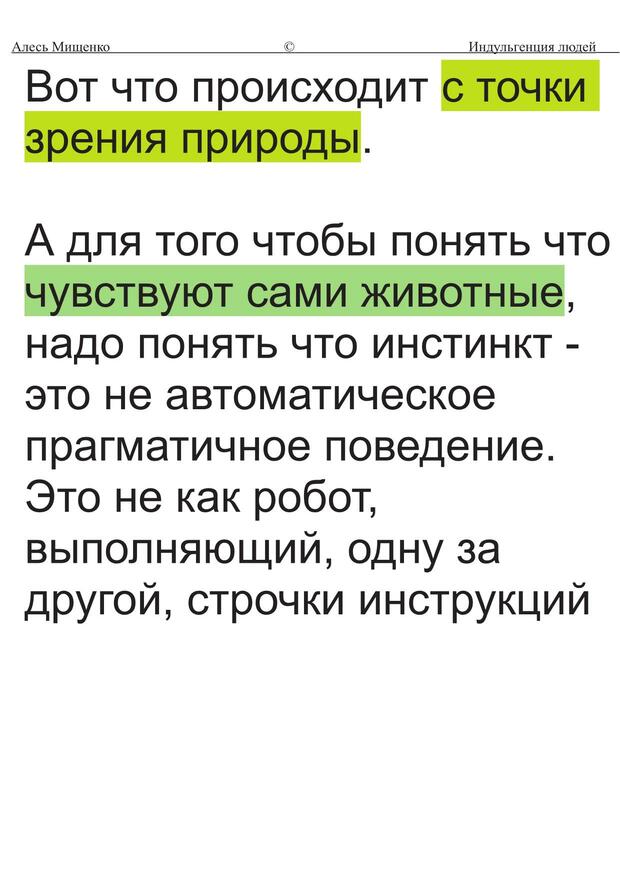 Алесь Мищенко © Индульгенция людей
Вот что происходит с точки
зрения природы.
А для того чтобы понять что
чувствуют сами животные,
надо понять что инстинкт -
это не автоматическое
прагматичное поведение.
Это не как робот,
выполняющий, одну за
другой, строчки инструкций